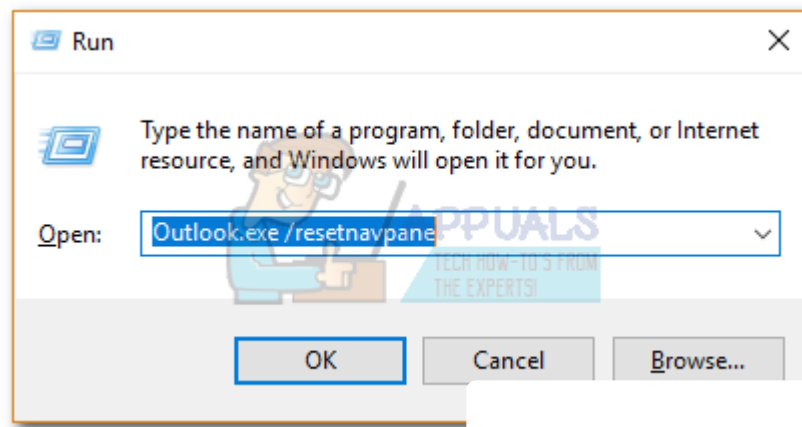 Run
Type the name of a program, folder, document, or Internet
resource, and Windows will open it for you.
Open:
Outlook.exe /resetnavpane
APPUALS
TECH HOW-TO'S FROM
THE EXPERTS!
OK
Cancel
Browse...